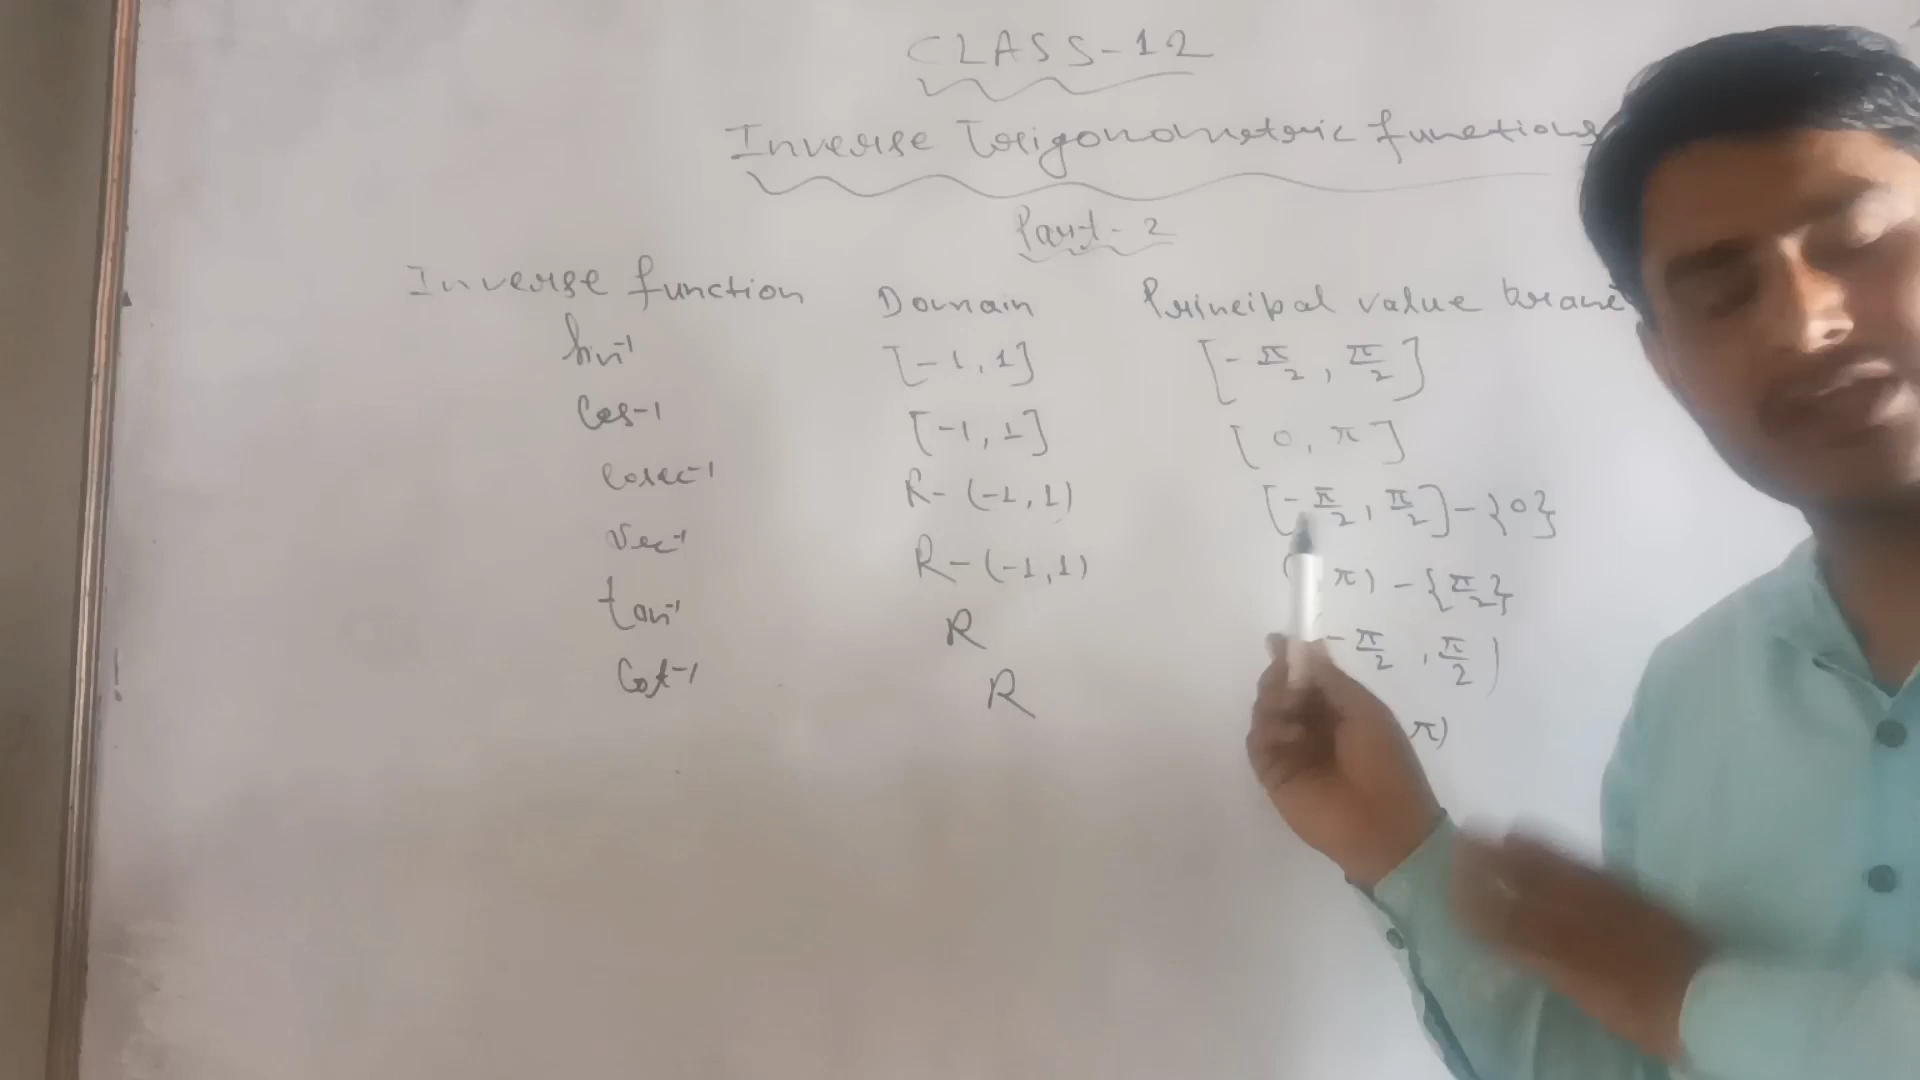 CLASS-12
Inverse Trigonometric functions
Part-2
Inverse function Domain Principal value
Sin⁻¹ [-1, 1] [-π/2, π/2]
Cos⁻¹ [-1, 1] [0, π]
Cosec⁻¹ R-(-1, 1) [-π/2, π/2]-{0}
Sec⁻¹ R-(-1, 1) π)-{π/2}
tan⁻¹ R -π/2, π/2)
Cot⁻¹ R π)